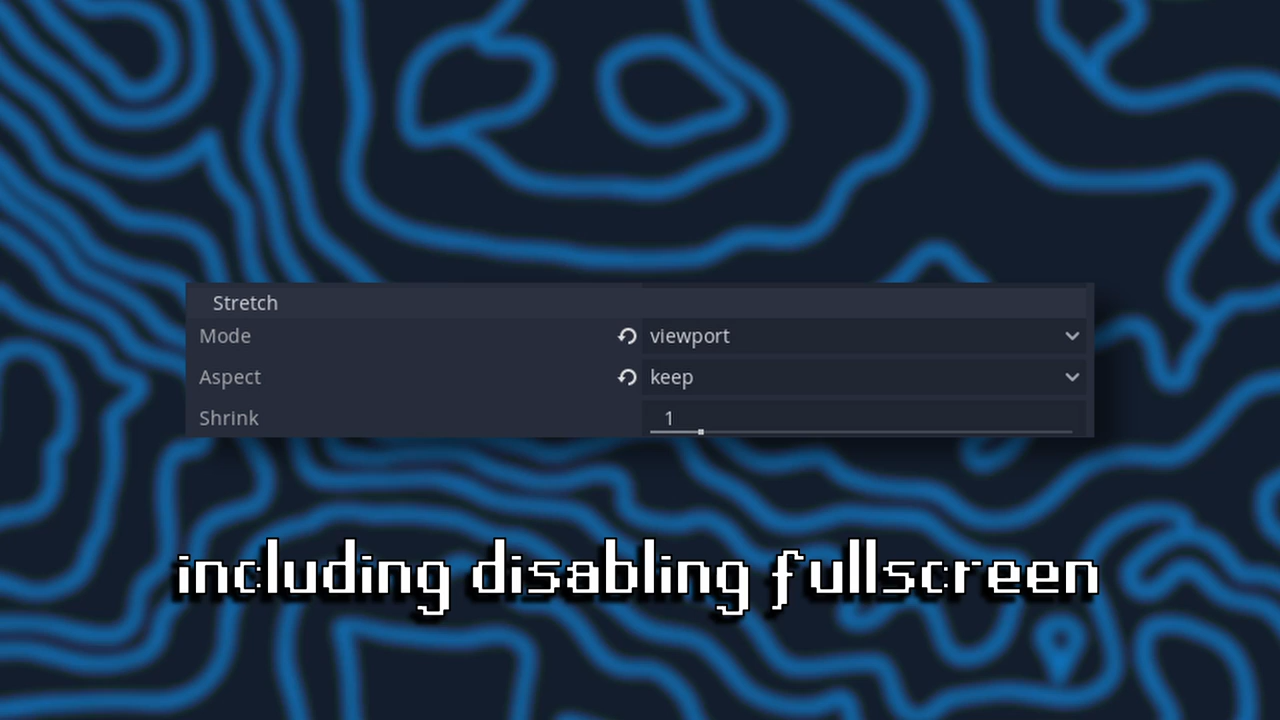 Stretch
Mode viewport
Aspect keep
Shrink 1
including disabling fullscreen